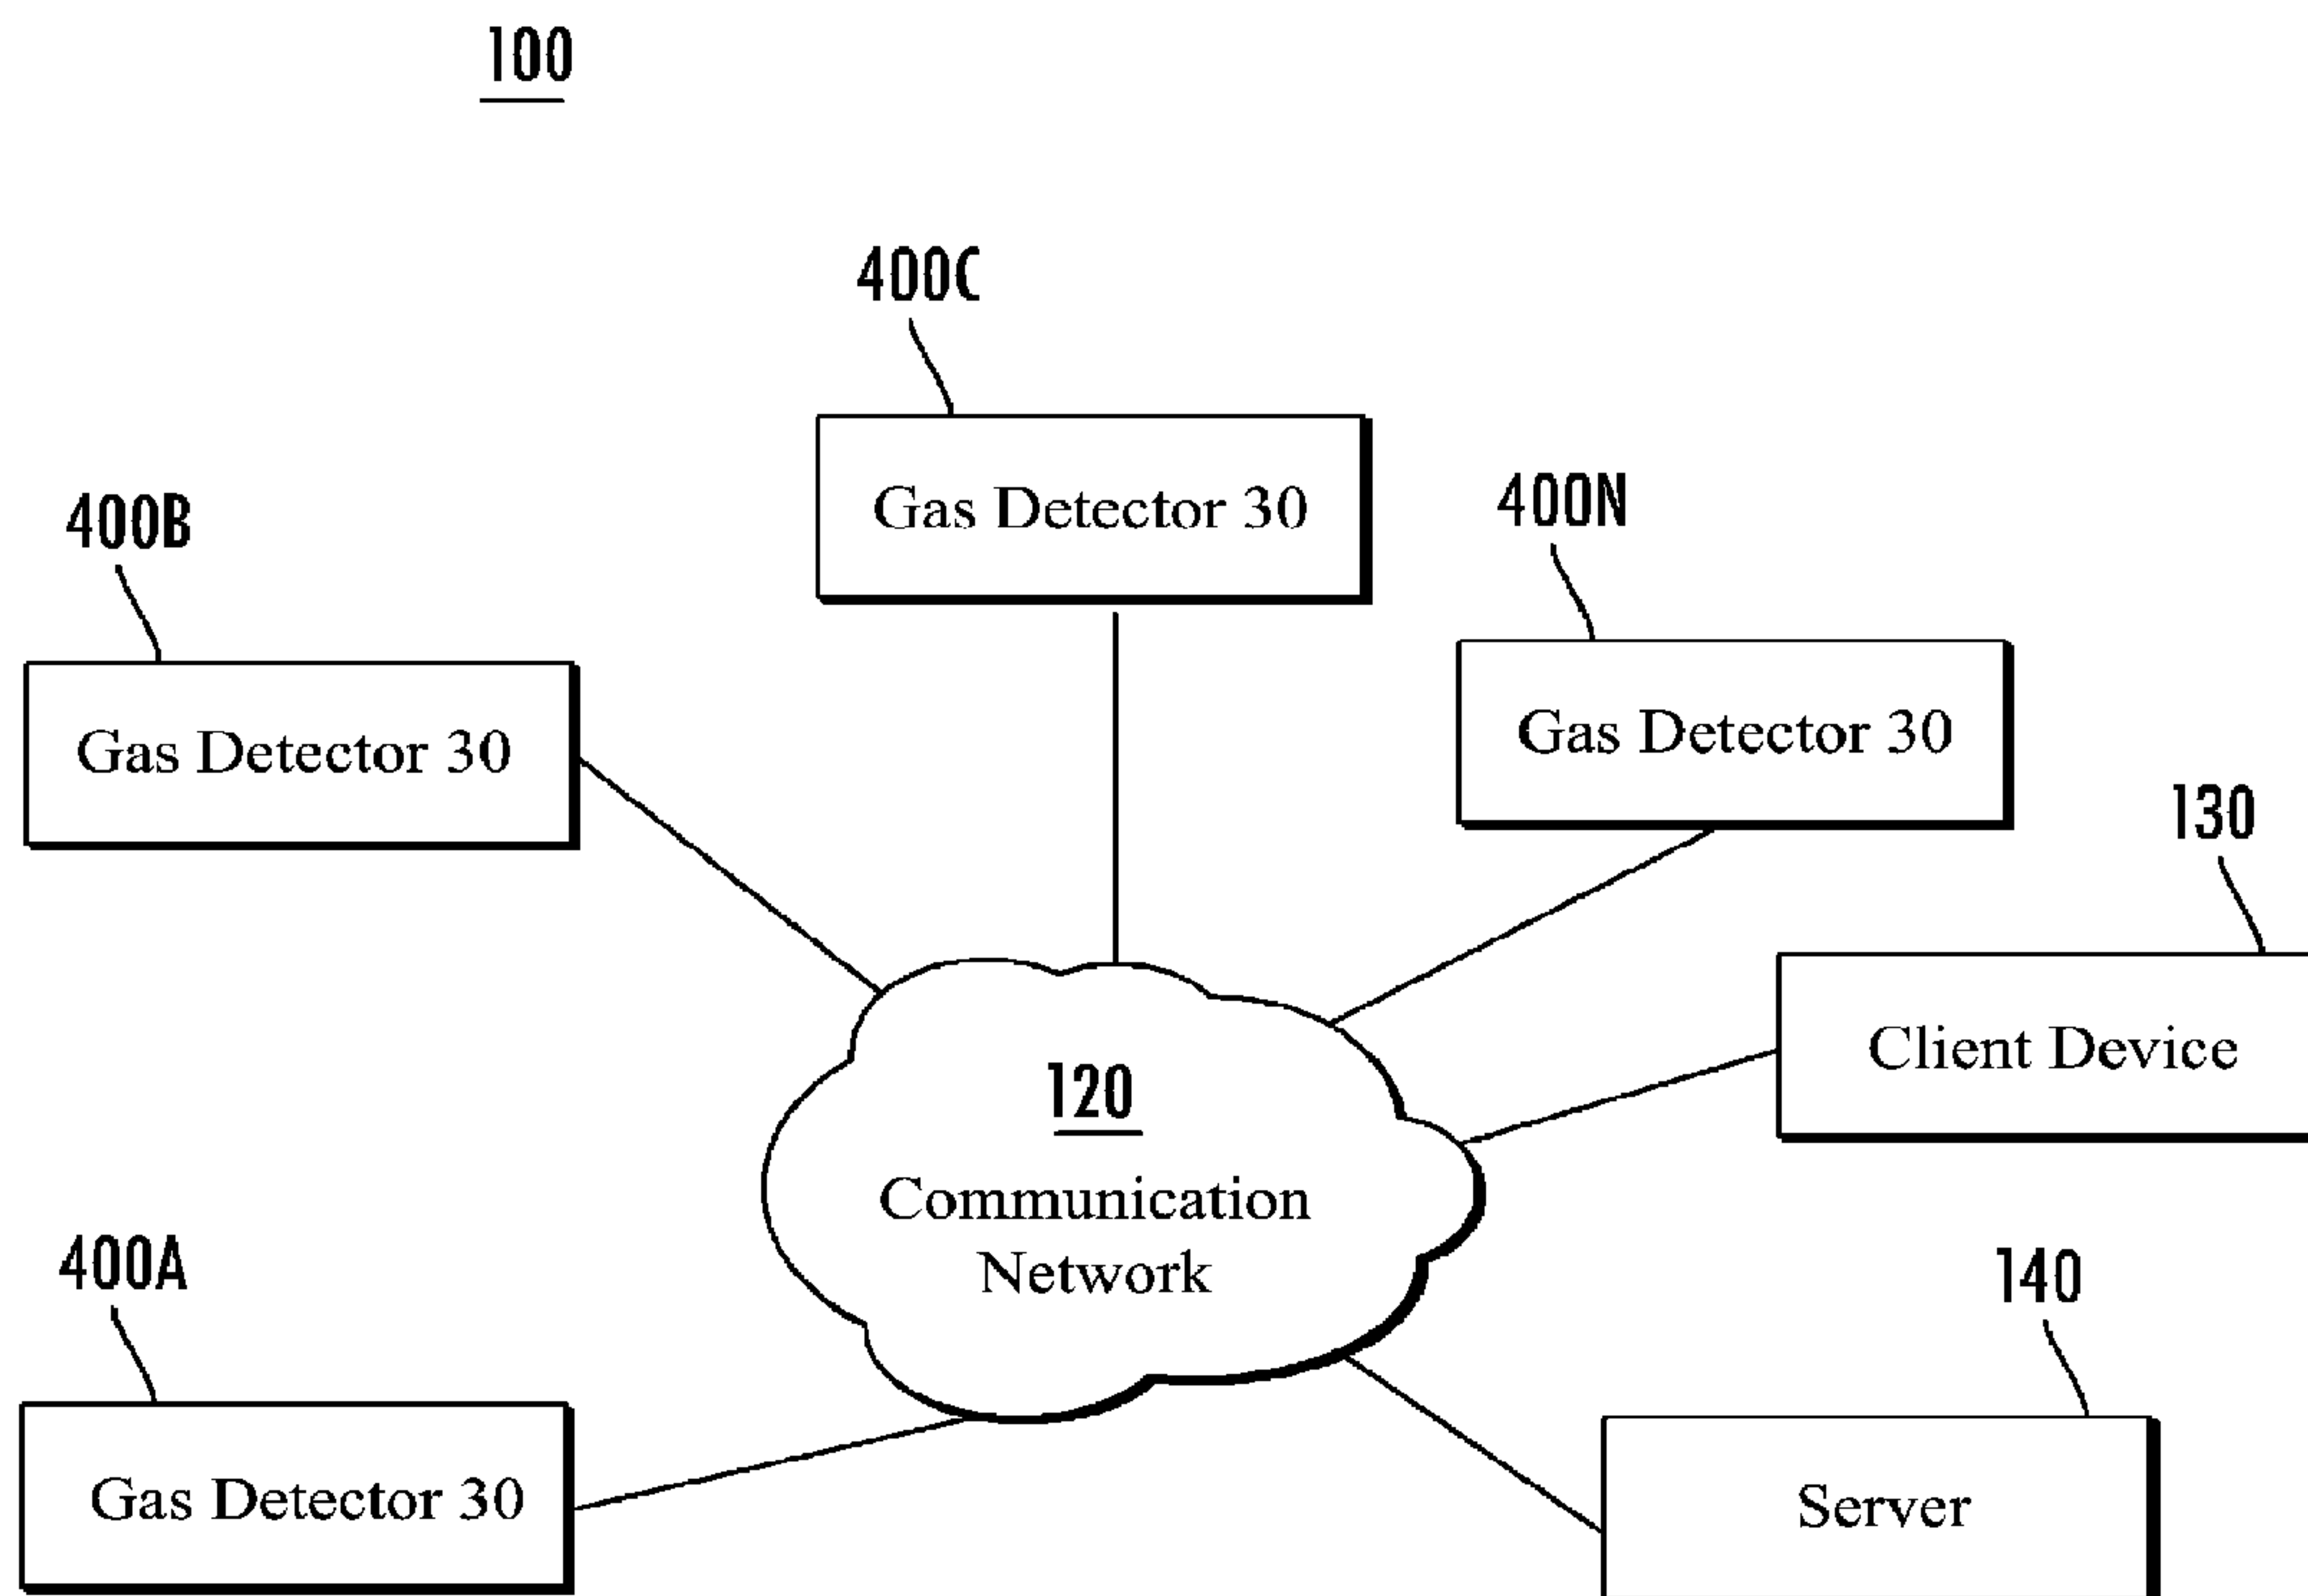 100
400C
Gas Detector 30
400N
Gas Detector 30
400B
Gas Detector 30
130
Client Device
120
Communication
Network
400A
Gas Detector 30
140
Server